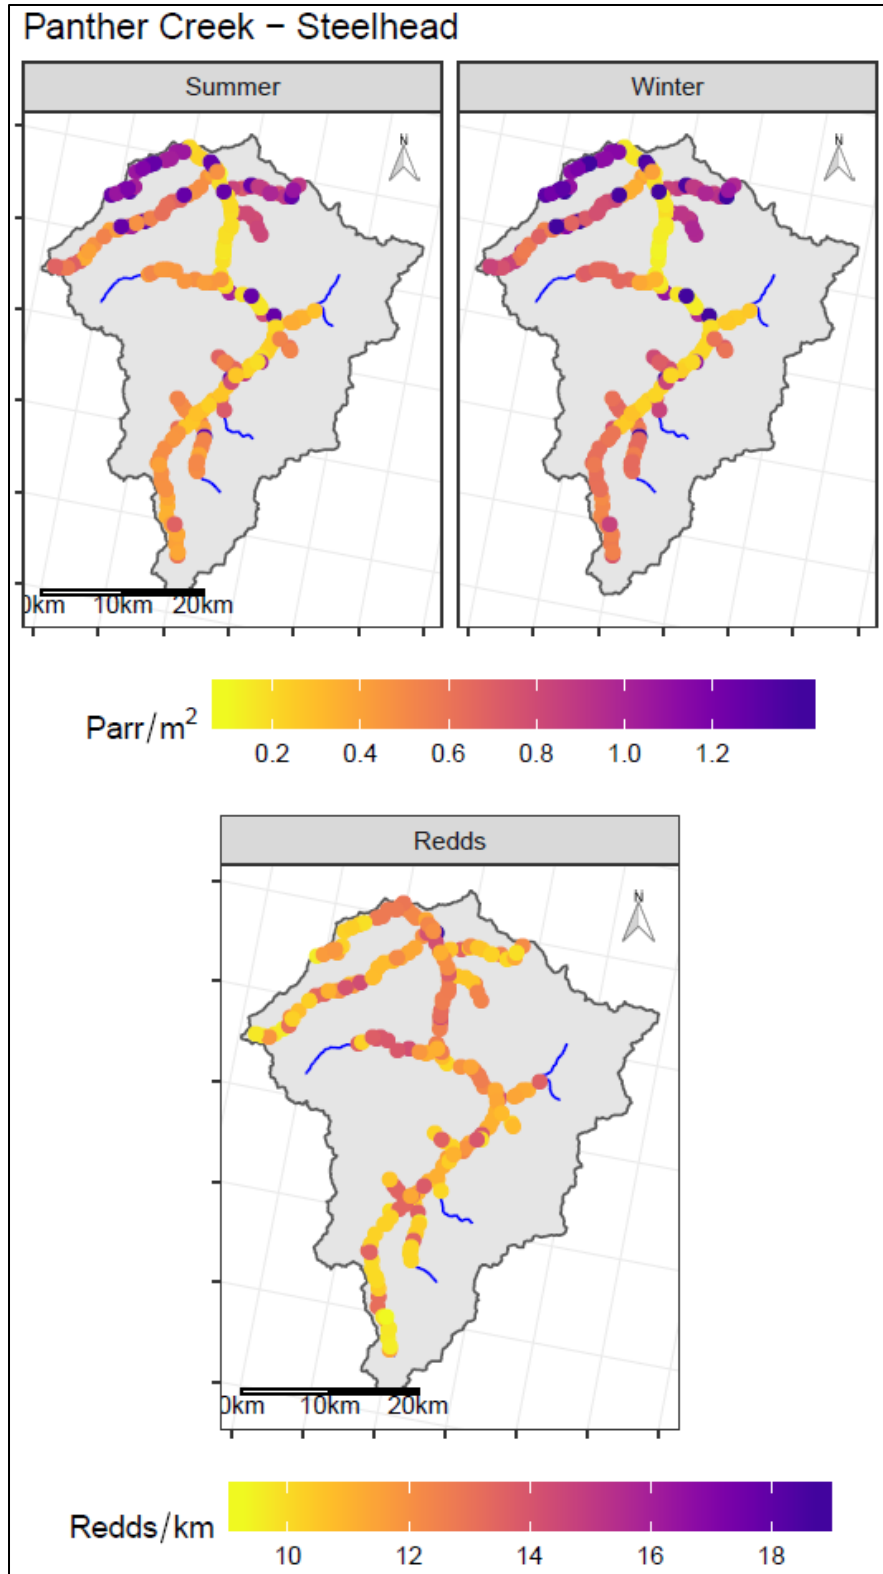 Panther Creek − Steelhead
Summer
Winter
N
N
0km 10km 20km
Parr/m²
0.2 0.4 0.6 0.8 1.0 1.2
Redds
N
0km 10km 20km
Redds/km
10 12 14 16 18